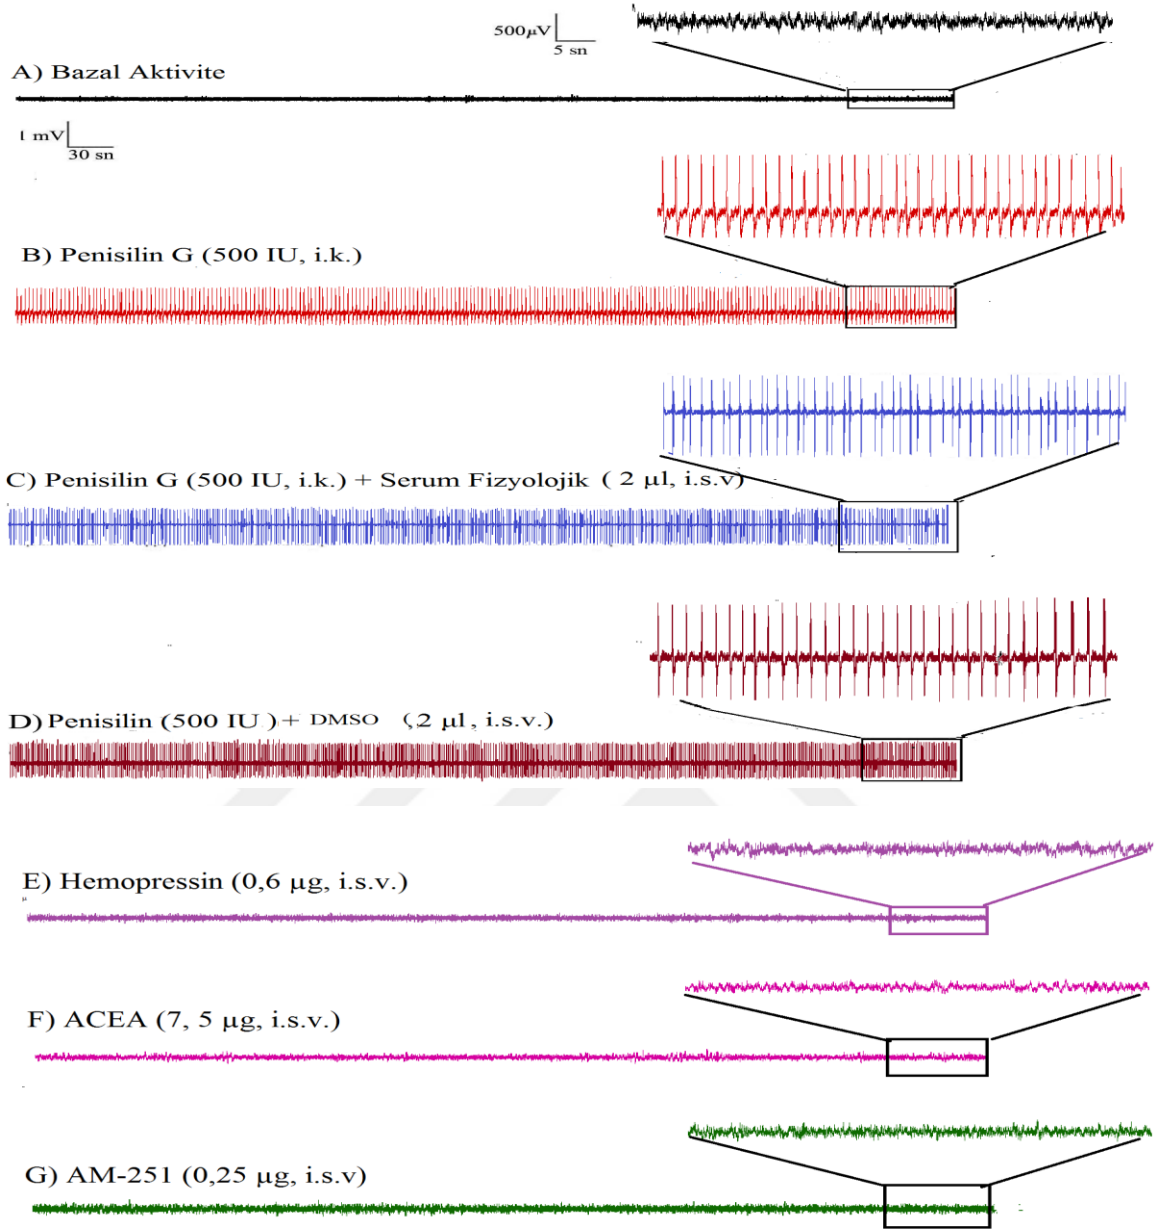 500µV
5 sn
A) Bazal Aktivite
1 mV
30 sn
B) Penisilin G (500 IU, i.k.)
C) Penisilin G (500 IU, i.k.) + Serum Fizyolojik ( 2 µl, i.s.v)
D) Penisilin (500 IU )+ DMSO (2 µl , i.s.v.)
E) Hemopressin (0,6 µg, i.s.v.)
F) ACEA (7, 5 µg, i.s.v.)
G) AM-251 (0,25 µg, i.s.v)